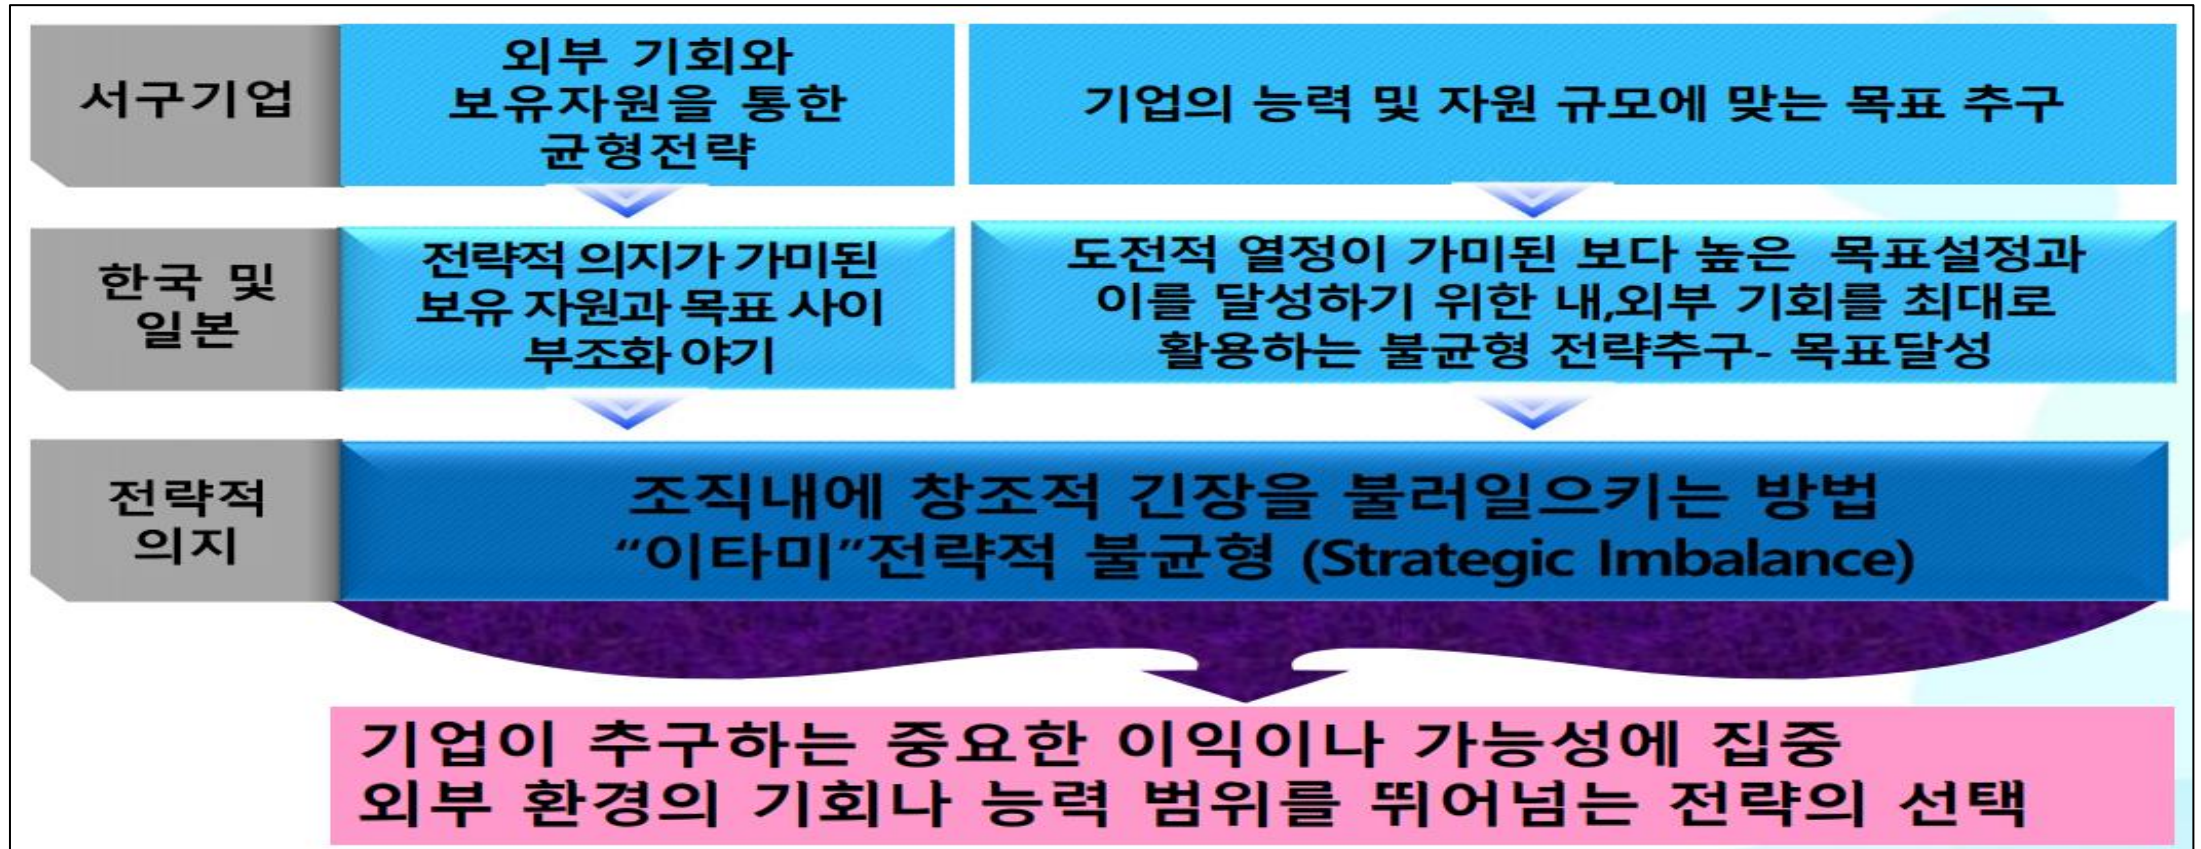 서구기업
외부 기회와
보유자원을 통한
균형전략
기업의 능력 및 자원 규모에 맞는 목표 추구
한국 및
일본
전략적 의지가 가미된
보유 자원과 목표 사이
부조화 야기
도전적 열정이 가미된 보다 높은 목표설정과
이를 달성하기 위한 내,외부 기회를 최대로
활용하는 불균형 전략추구- 목표달성
전략적
의지
조직내에 창조적 긴장을 불러일으키는 방법
“이타미”전략적 불균형 (Strategic Imbalance)
기업이 추구하는 중요한 이익이나 가능성에 집중
외부 환경의 기회나 능력 범위를 뛰어넘는 전략의 선택